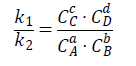 k₁/k₂ = (C_C^c · C_D^d)/(C_A^a · C_B^b)